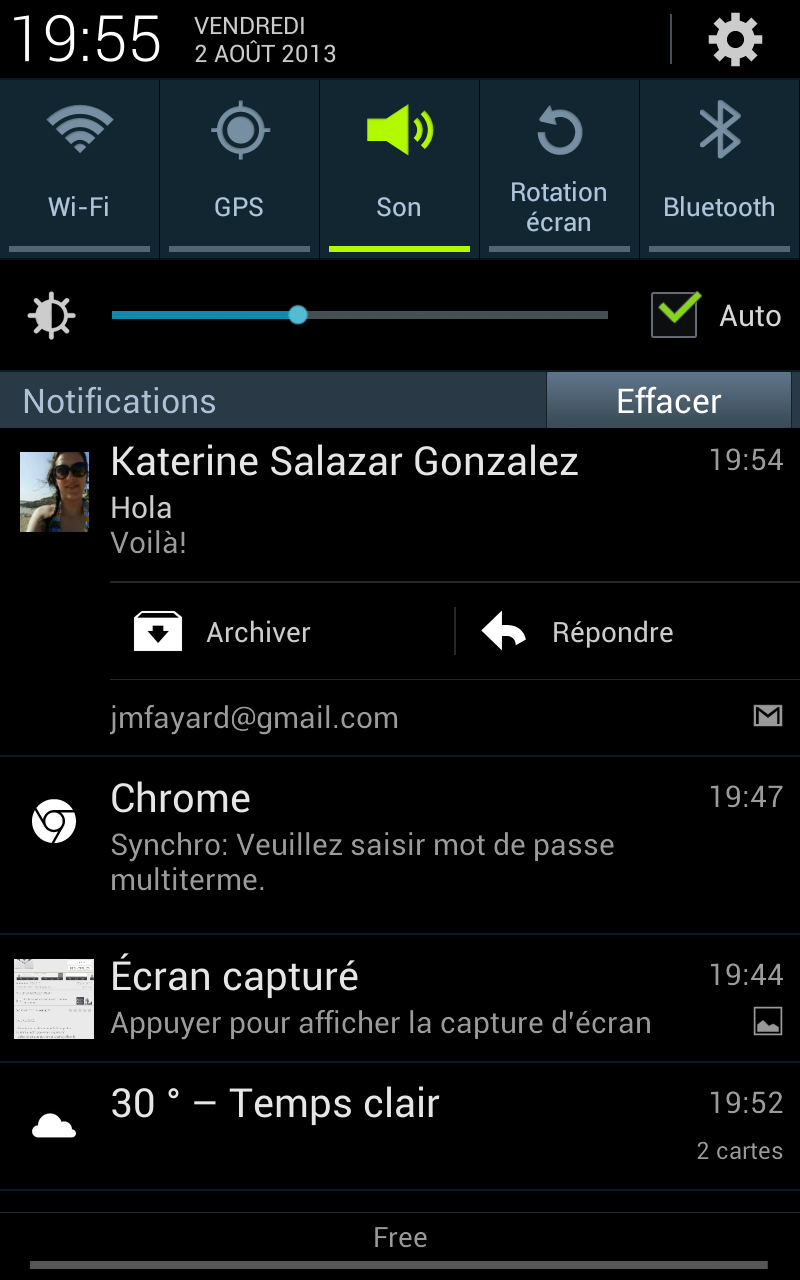 19:55
VENDREDI
2 AOÛT 2013
Wi-Fi
GPS
Son
Rotation
écran
Bluetooth
Auto
Notifications
Effacer
Katerine Salazar Gonzalez
19:54
Hola
Voilà!
Archiver
Répondre
jmfayard@gmail.com
Chrome
19:47
Synchro: Veuillez saisir mot de passe
multiterme.
Écran capturé
19:44
Appuyer pour afficher la capture d'écran
30 ° – Temps clair
19:52
2 cartes
Free